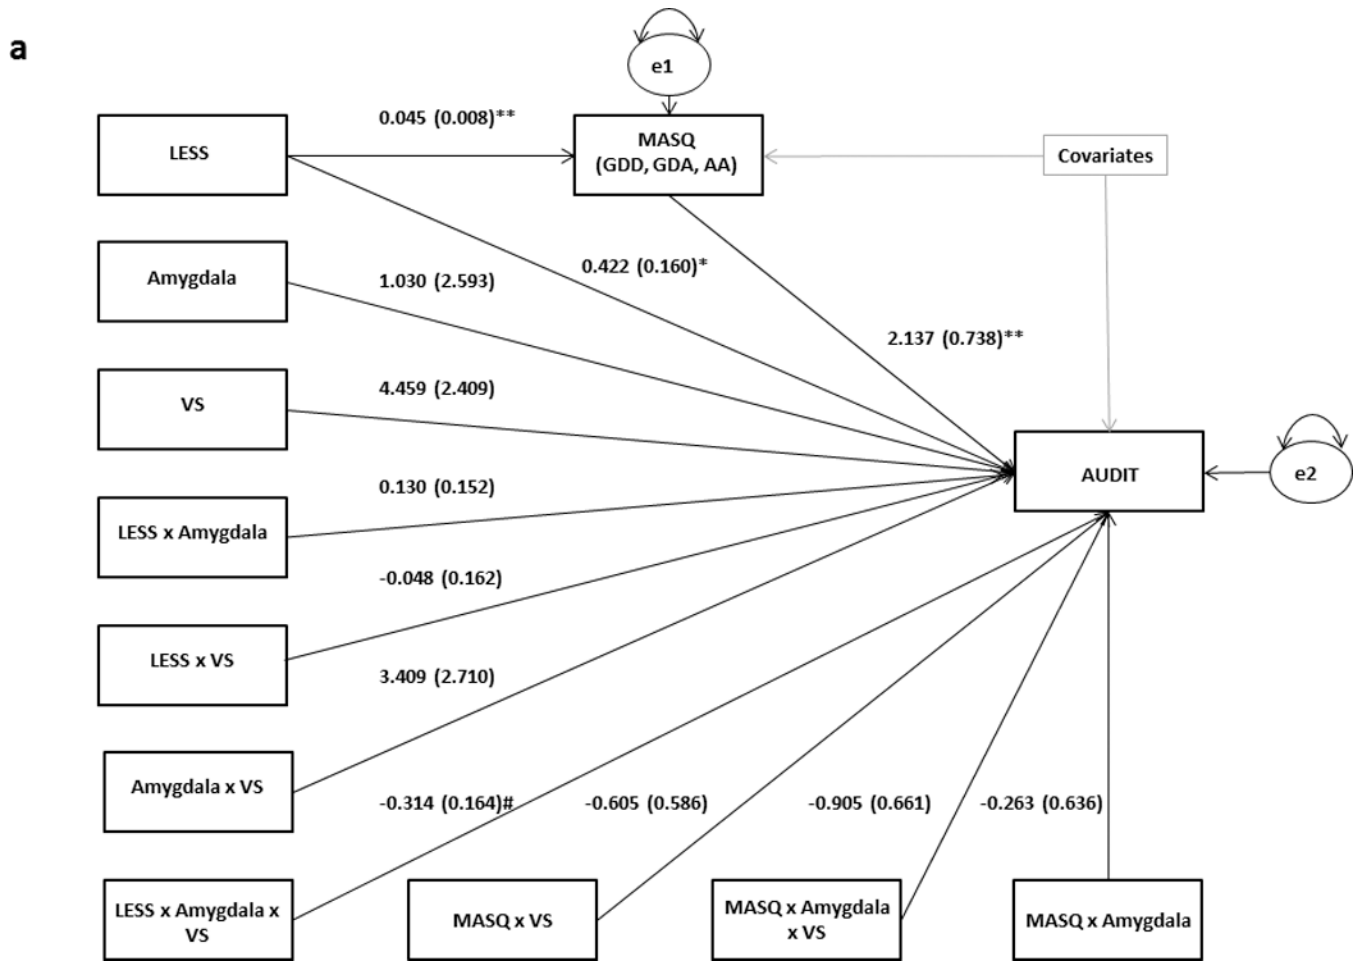 a
e1
0.045 (0.008)**
LESS
MASQ
(GDD, GDA, AA)
Covariates
Amygdala
1.030 (2.593)
0.422 (0.160)*
2.137 (0.738)**
VS
4.459 (2.409)
AUDIT
e2
LESS x Amygdala
0.130 (0.152)
-0.048 (0.162)
LESS x VS
3.409 (2.710)
Amygdala x VS
-0.314 (0.164)#
-0.605 (0.586)
-0.905 (0.661)
-0.263 (0.636)
LESS x Amygdala x
VS
MASQ x VS
MASQ x Amygdala
x VS
MASQ x Amygdala